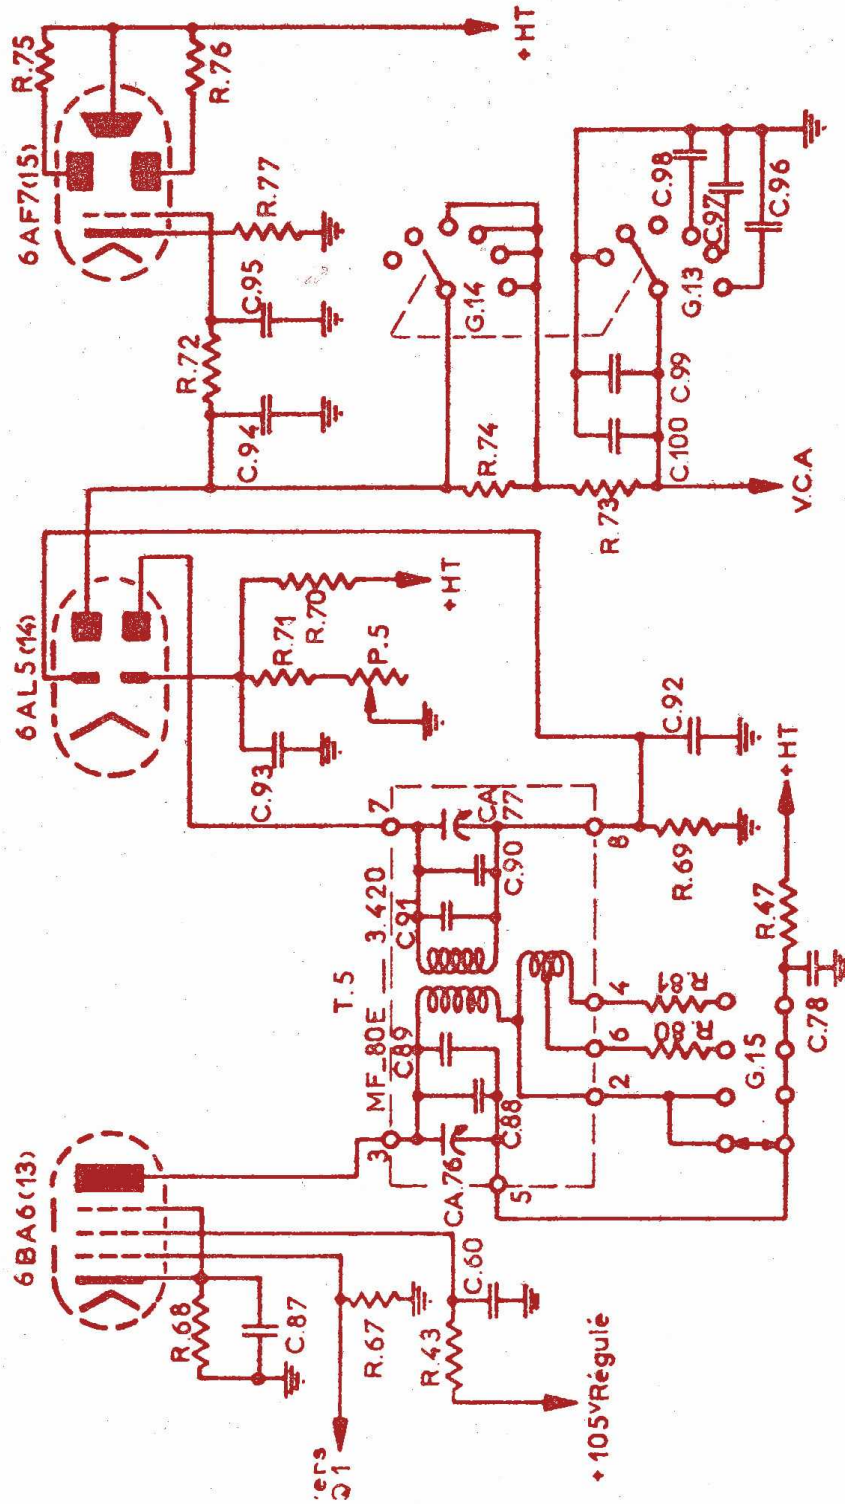 6BA6(13)
6AL5(14)
6AF7(15)
R.75
R.76
+HT
R.77
C.95
R.72
C.94
G.14
R.74
C.98
C.97
C.96
G.13
C.99
C.100
R.73
V.C.A
R.71
R.70
+HT
P.5
C.93
T.5
MF_80E — 3.420
7
C.91
CA
77
C.90
8
C.92
R.69
+HT
R.47
C.78
3
C.89
C.88
CA.76
5
2
6
4
R.80
R.81
G.15
R.68
C.87
R.67
R.43
C.60
+105V Régulé